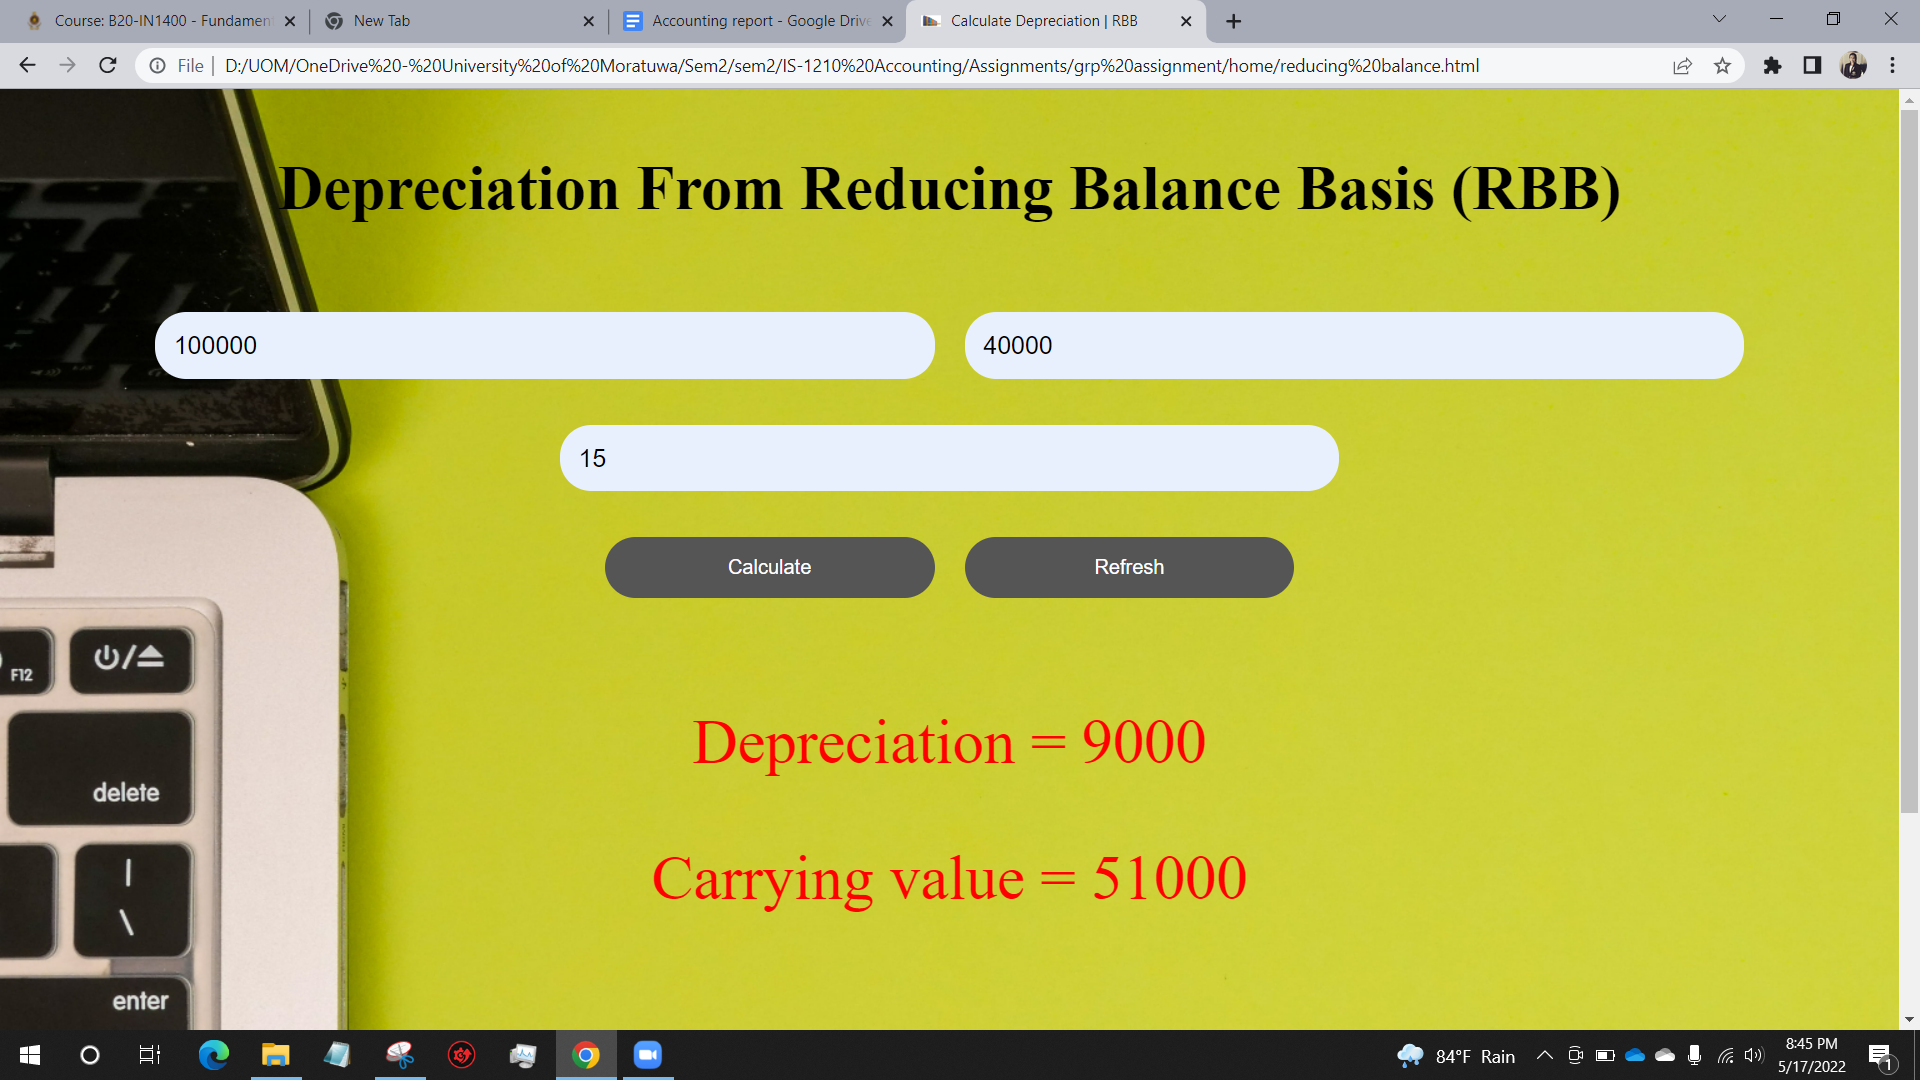 Course: B20-IN1400 - Fundamen
New Tab
Accounting report - Google Drive
Calculate Depreciation | RBB
File
D:/UOM/OneDrive%20-%20University%20of%20Moratuwa/Sem2/sem2/IS-1210%20Accounting/Assignments/grp%20assignment/home/reducing%20balance.html
Depreciation From Reducing Balance Basis (RBB)
100000
40000
15
Calculate
Refresh
F12
delete
|
\
enter
Depreciation = 9000
Carrying value = 51000
84°F Rain
8:45 PM
5/17/2022
1